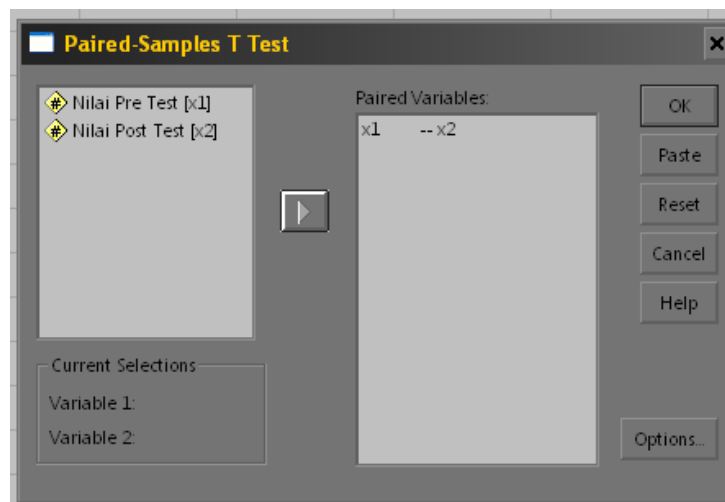 Paired-Samples T Test
Nilai Pre Test [x1]
Nilai Post Test [x2]
Paired Variables:
x1 -- x2
OK
Paste
Reset
Cancel
Help
Current Selections
Variable 1:
Variable 2:
Options...